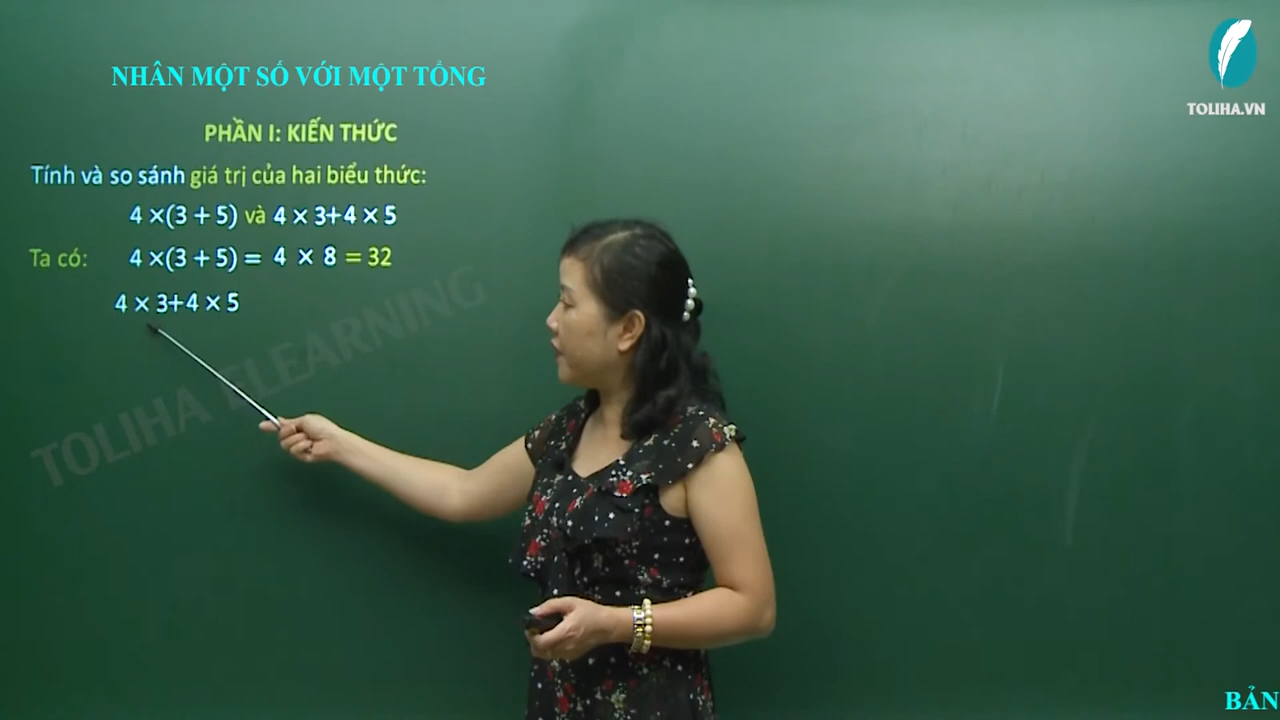 NHÂN MỘT SỐ VỚI MỘT TỔNG
TOLIHA.VN
PHẦN I: KIẾN THỨC
Tính và so sánh giá trị của hai biểu thức:
4 ×(3 + 5) và 4 × 3+4 × 5
Ta có: 4 ×(3 + 5) = 4 × 8 = 32
4 × 3+4 × 5
TOLIHA ELEARNING
BẢN